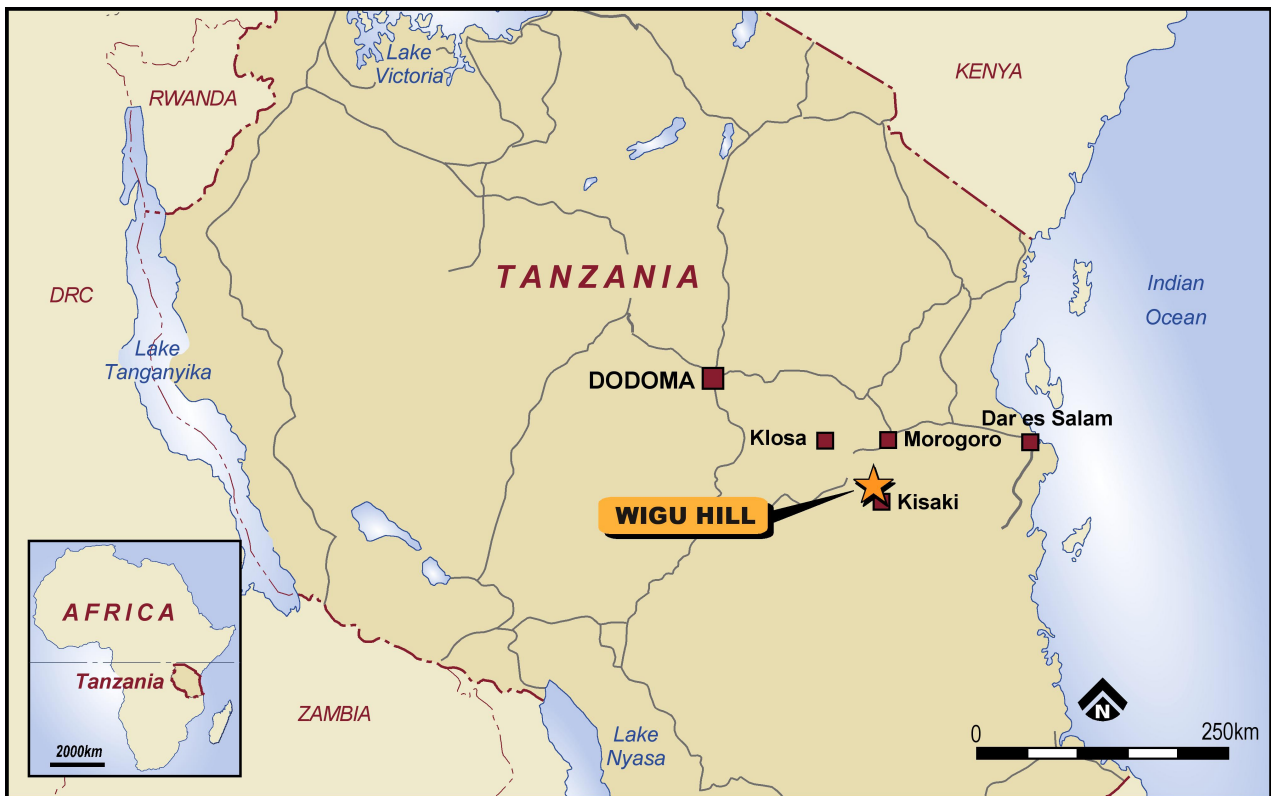 Lake
Victoria
KENYA
RWANDA
TANZANIA
DRC
Indian
Ocean
Lake
Tanganyika
DODOMA
Dar es Salam
Klosa
Morogoro
WIGU HILL
Kisaki
AFRICA
Tanzania
2000km
ZAMBIA
Lake
Nyasa
N
0
250km